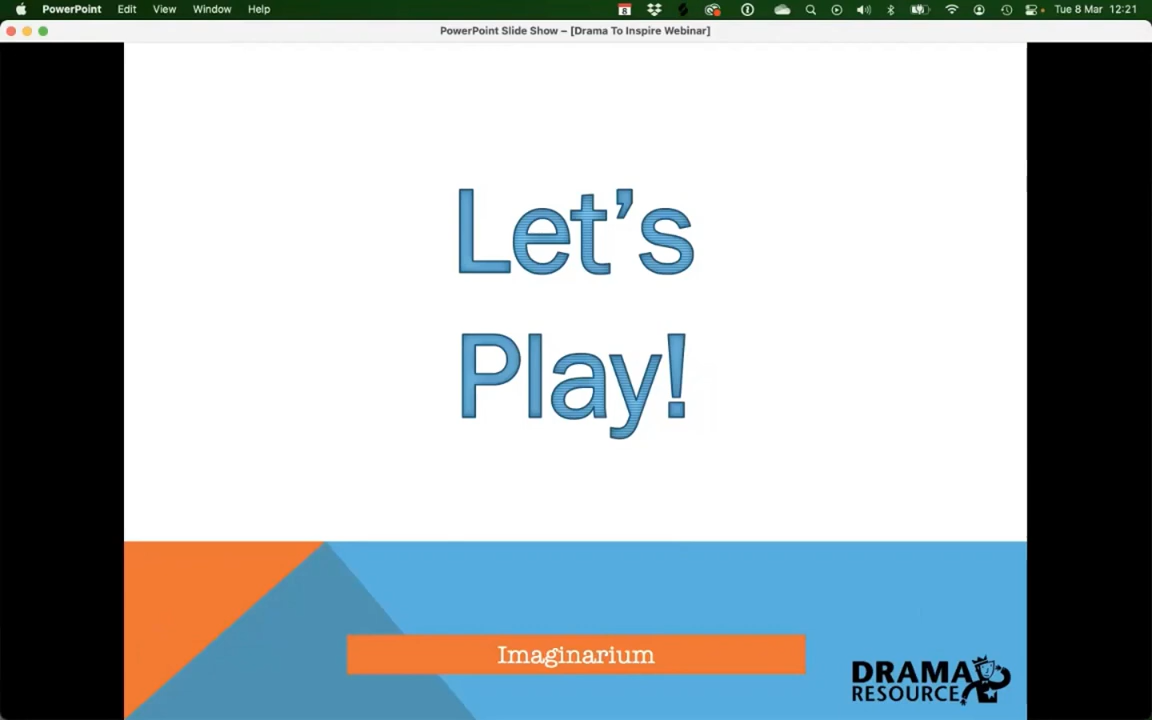 PowerPoint Edit View Window Help 8 Tue 8 Mar 12:21
PowerPoint Slide Show – [Drama To Inspire Webinar]
Let’s
Play!
Imaginarium
DRAMA
RESOURCE